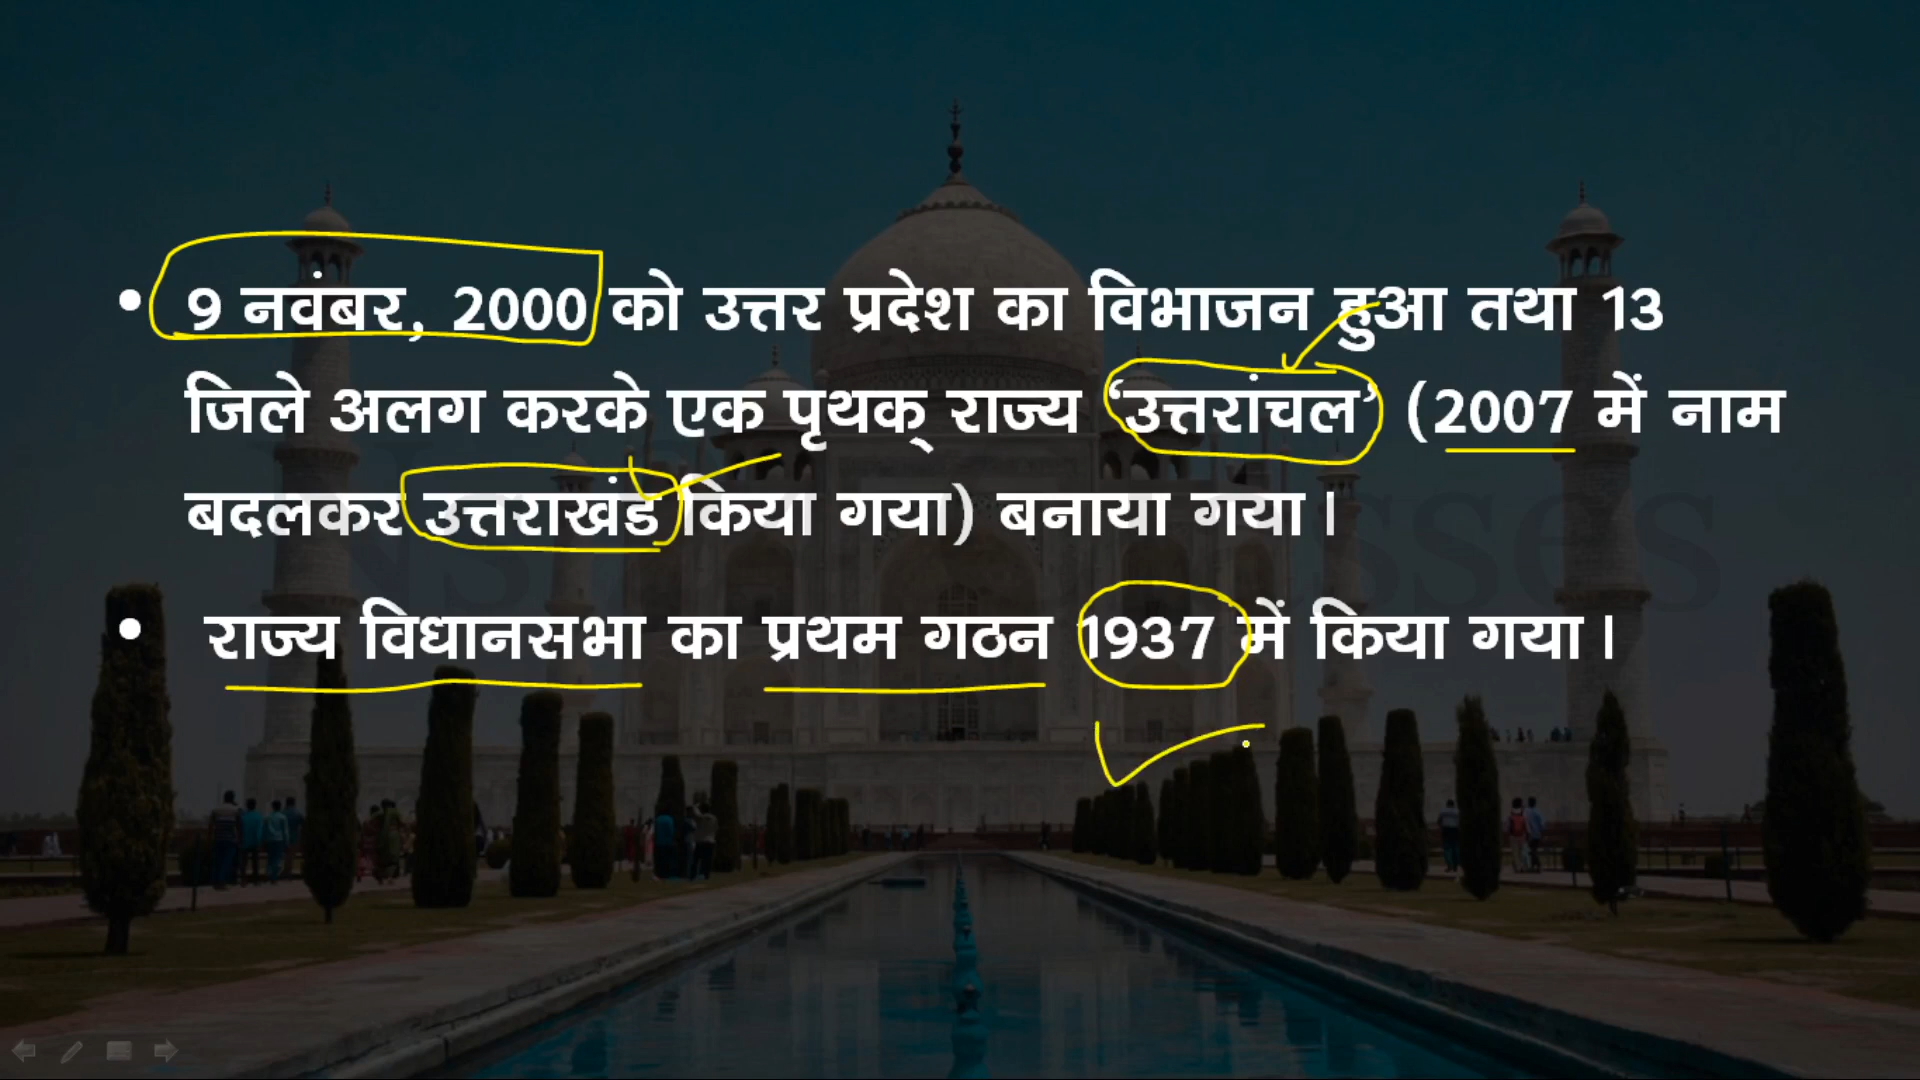 • 9 नवंबर, 2000 को उत्तर प्रदेश का विभाजन हुआ तथा 13
जिले अलग करके एक पृथक् राज्य ‘उत्तरांचल’ (2007 में नाम
बदलकर उत्तराखंड किया गया) बनाया गया।
• राज्य विधानसभा का प्रथम गठन 1937 में किया गया।